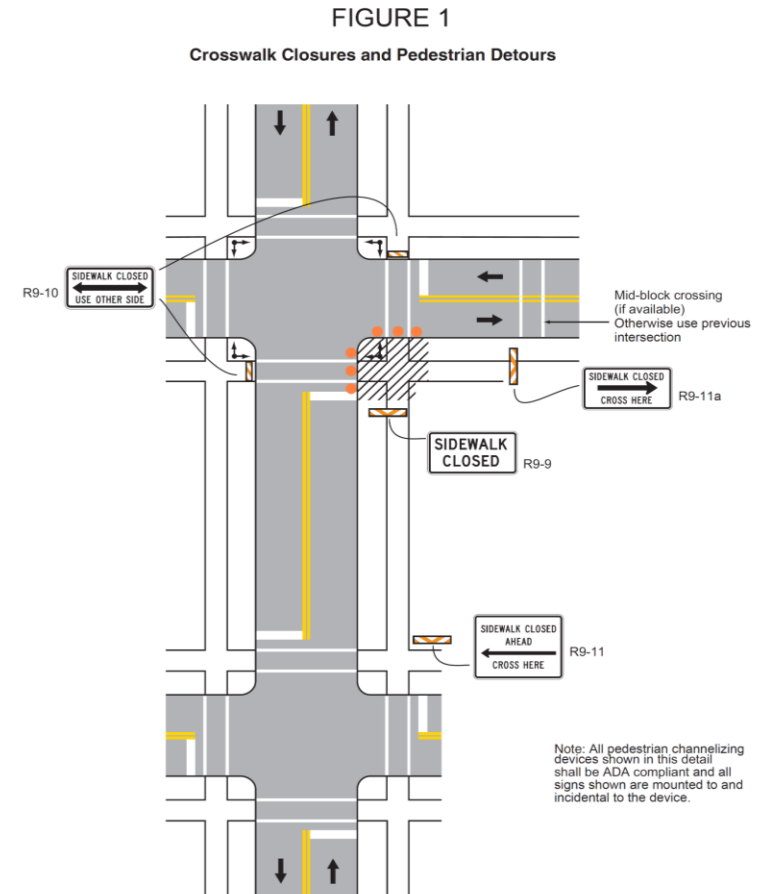 FIGURE 1
Crosswalk Closures and Pedestrian Detours
R9-10
SIDEWALK CLOSED
USE OTHER SIDE
Mid-block crossing
(if available)
Otherwise use previous
intersection
SIDEWALK CLOSED
CROSS HERE
R9-11a
SIDEWALK
CLOSED
R9-9
SIDEWALK CLOSED
AHEAD
CROSS HERE
R9-11
Note: All pedestrian channelizing
devices shown in this detail
shall be ADA compliant and all
signs shown are mounted to and
incidental to the device.